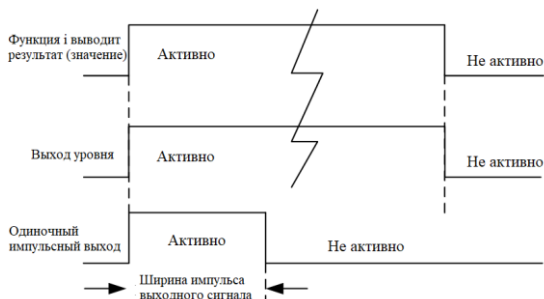 Функция i выводит
результат (значение)
Активно
Не активно
Выход уровня
Активно
Не активно
Одиночный
импульсный выход
Активно
Не активно
Ширина импульса
выходного сигнала